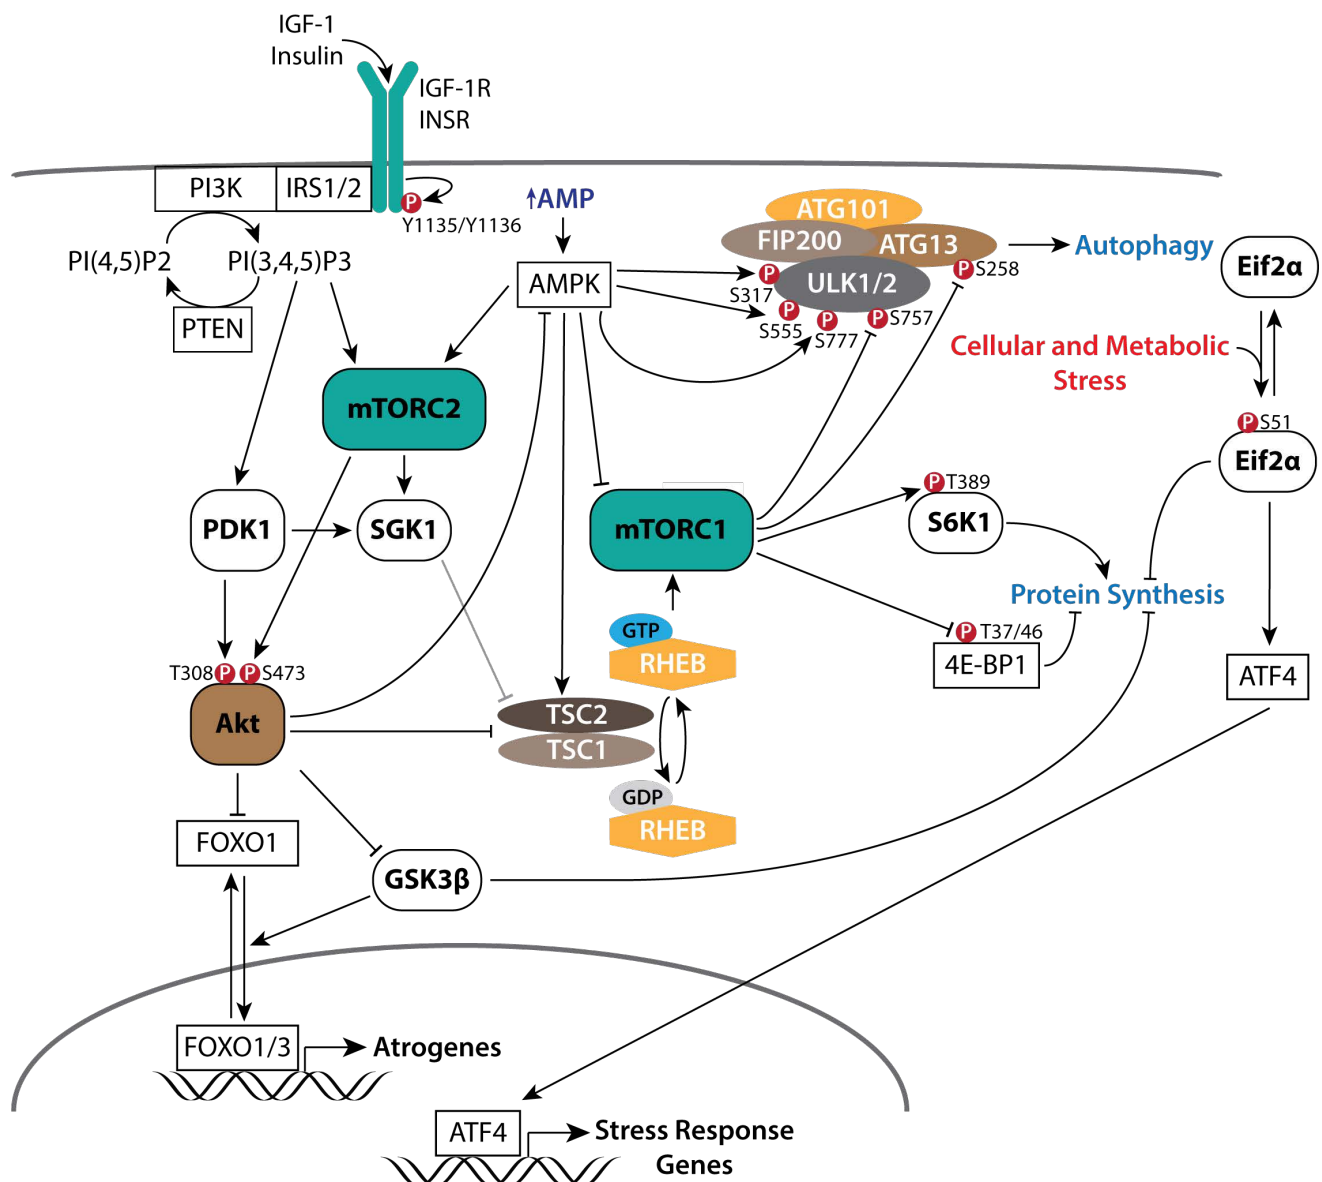 IGF-1
Insulin
IGF-1R
INSR
PI3K
IRS1/2
P
Y1135/Y1136
PI(4,5)P2
PI(3,4,5)P3
PTEN
↑AMP
AMPK
ATG101
FIP200
ATG13
ULK1/2
P
S317
P
S555
P
S777
P
S757
P
S258
Autophagy
Eif2α
Cellular and Metabolic
Stress
P
S51
Eif2α
mTORC2
PDK1
SGK1
mTORC1
P
T389
S6K1
Protein Synthesis
P
T37/46
4E-BP1
ATF4
GTP
RHEB
T308
P
P
S473
Akt
TSC2
TSC1
GDP
RHEB
FOXO1
GSK3β
FOXO1/3
Atrogenes
ATF4
Stress Response
Genes